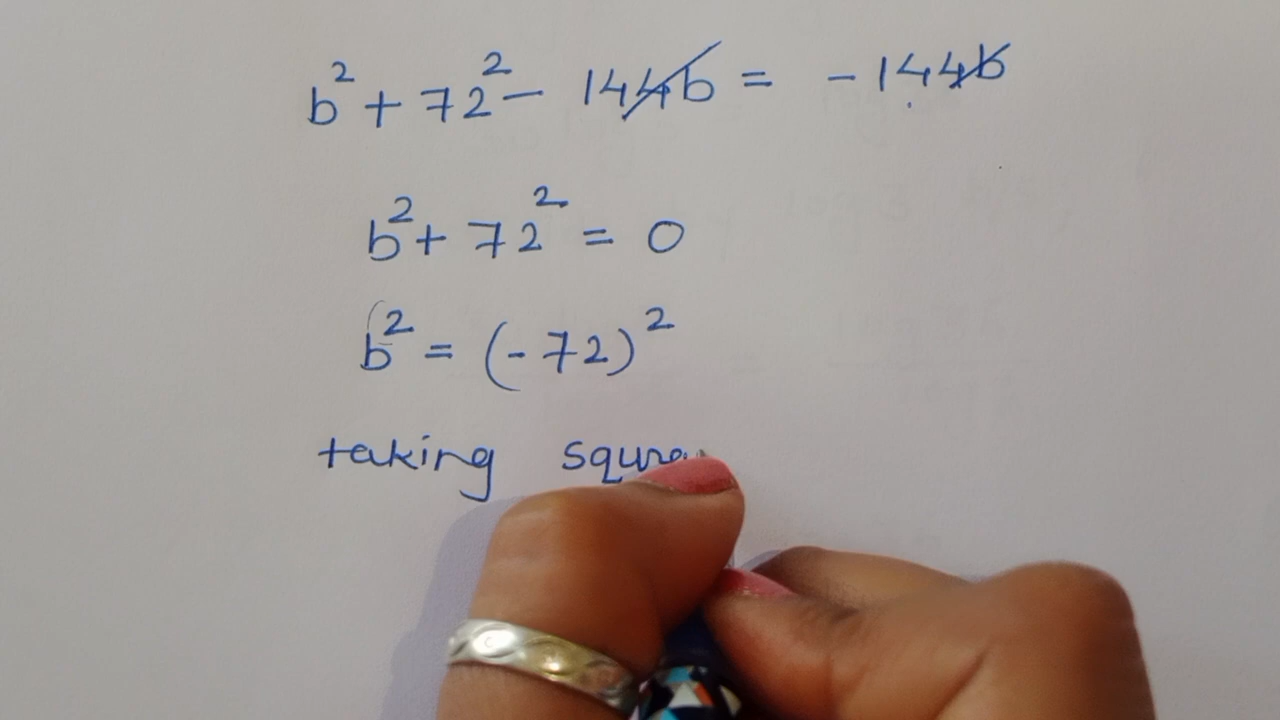 b² + 72² - 144b = -144b
b² + 72² = 0
b² = (-72)²
taking